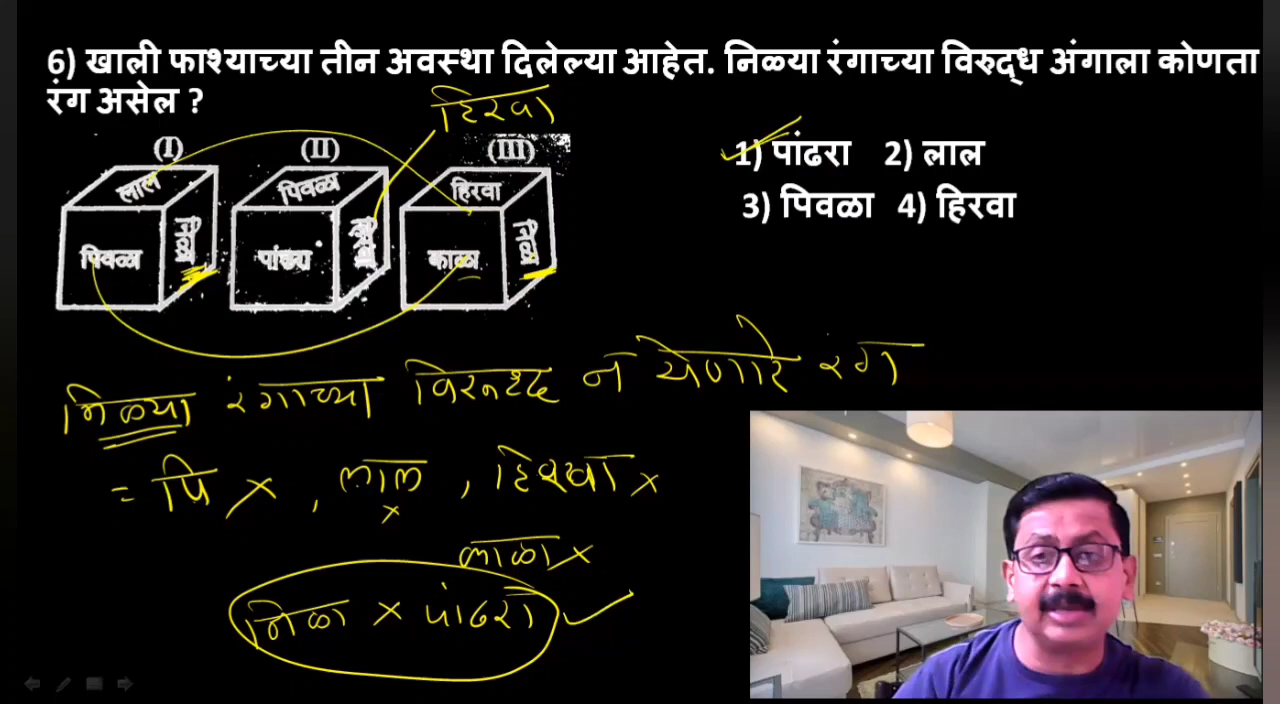 6) खाली फाश्याच्या तीन अवस्था दिलेल्या आहेत. निळ्या रंगाच्या विरुद्ध अंगाला कोणता
रंग असेल ?
हिरवा
(I) (II) (III)
लाल पिवळा हिरवा
पिवळा निळा पांढरा काळा निळा
1) पांढरा 2) लाल
3) पिवळा 4) हिरवा
निळ्या रंगाच्या विरुध्द न येणारे रंग
= पि x , लाल x , हिरवा x
काळा x
निळा x पांढरा